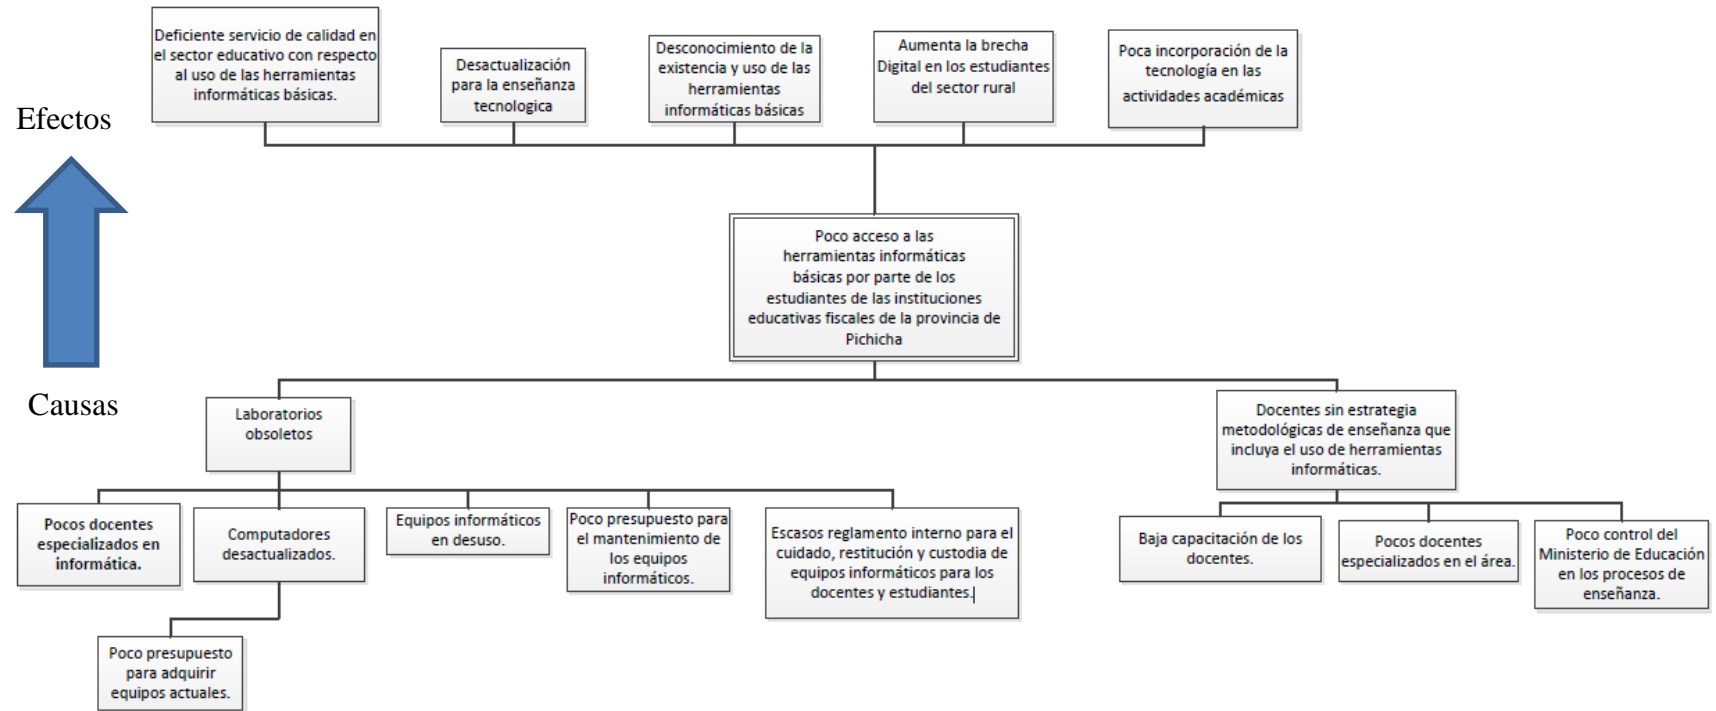 Deficiente servicio de calidad en
el sector educativo con respecto
al uso de las herramientas
informáticas básicas.
Desactualización
para la enseñanza
tecnologica
Desconocimiento de la
existencia y uso de las
herramientas
informáticas básicas
Aumenta la brecha
Digital en los estudiantes
del sector rural
Poca incorporación de la
tecnología en las
actividades académicas
Efectos
Poco acceso a las
herramientas informáticas
básicas por parte de los
estudiantes de las instituciones
educativas fiscales de la provincia de
Pichicha
Causas
Laboratorios
obsoletos
Docentes sin estrategia
metodológicas de enseñanza que
incluya el uso de herramientas
informáticas.
Pocos docentes
especializados en
informática.
Computadores
desactualizados.
Equipos informáticos
en desuso.
Poco presupuesto para
el mantenimiento de
los equipos
informáticos.
Escasos reglamento interno para el
cuidado, restitución y custodia de
equipos informáticos para los
docentes y estudiantes.
Baja capacitación de los
docentes.
Pocos docentes
especializados en el área.
Poco control del
Ministerio de Educación
en los procesos de
enseñanza.
Poco presupuesto
para adquirir
equipos actuales.